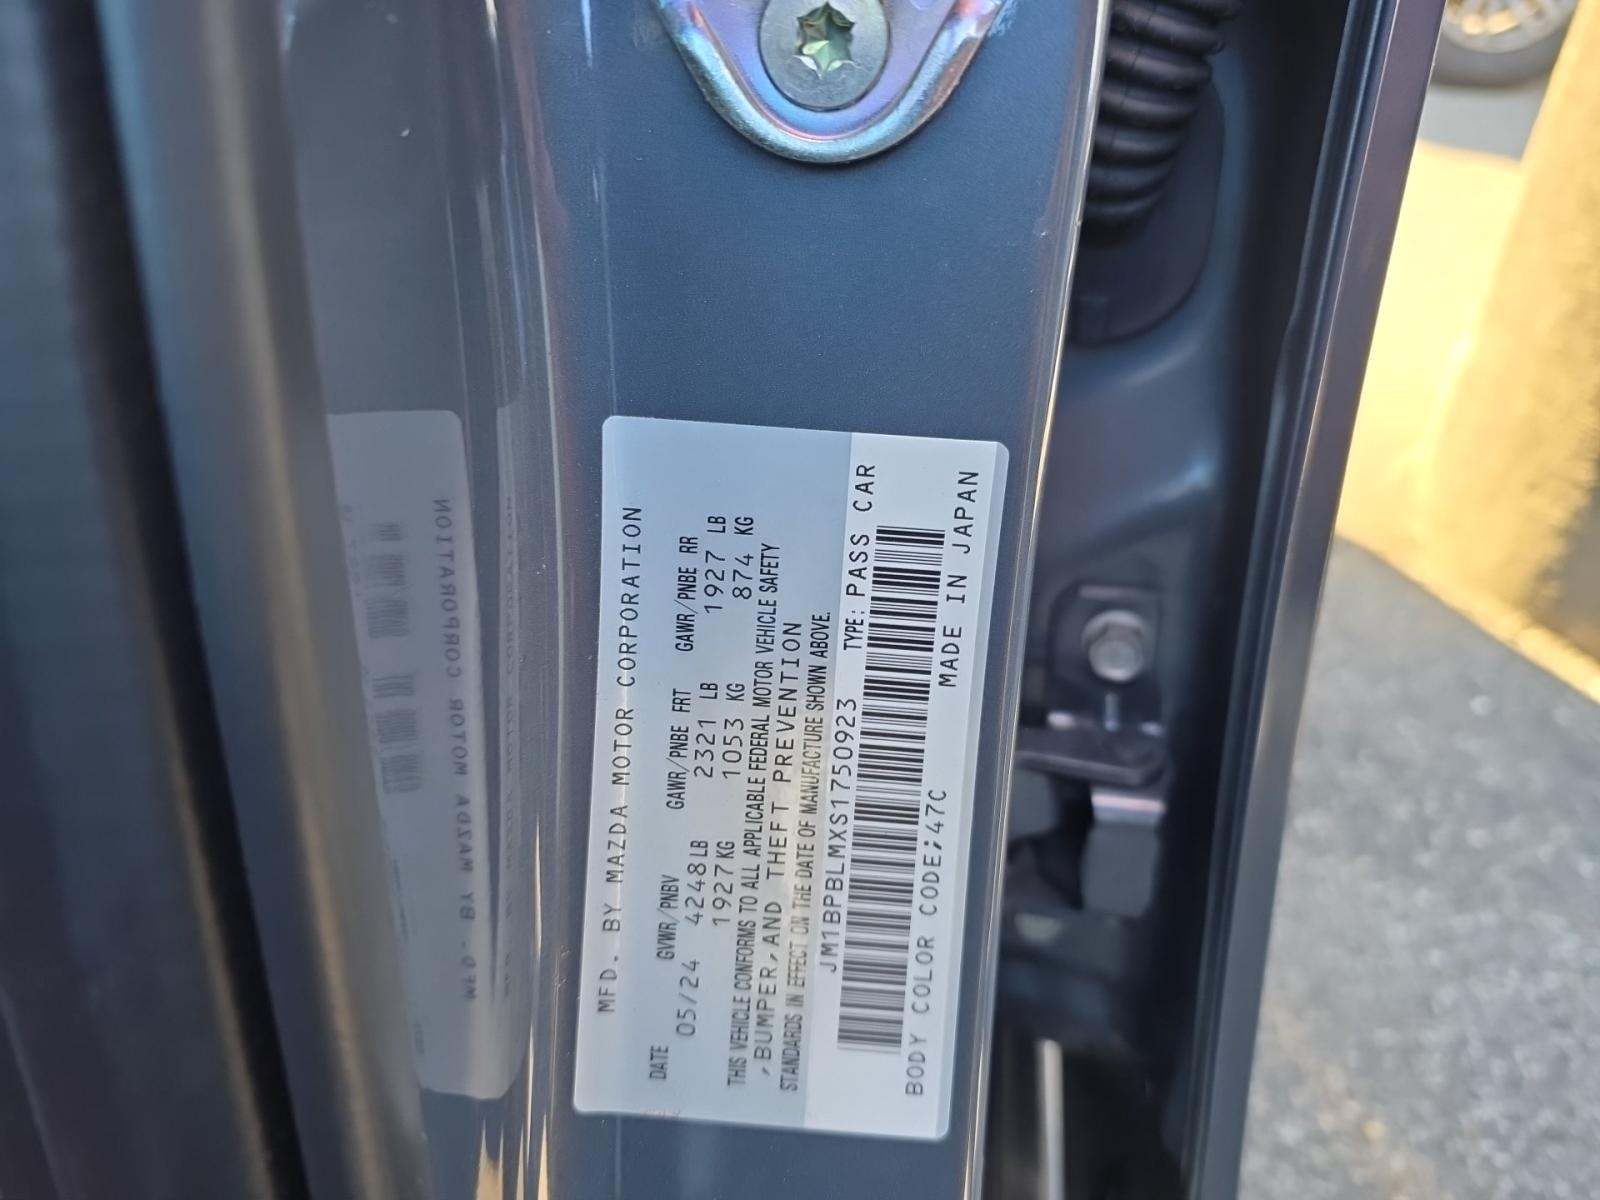 MFD. BY MAZDA MOTOR CORPORATION
DATE GVWR/PNBV GAWR/PNBE FRT GAWR/PNBE RR
05/24 4248LB 2321 LB 1927 LB
1927KG 1053 KG 874 KG
THIS VEHICLE CONFORMS TO ALL APPLICABLE FEDERAL MOTOR VEHICLE SAFETY
,BUMPER,AND THEFT PREVENTION
STANDARDS IN EFFECT ON THE DATE OF MANUFACTURE SHOWN ABOVE.
JM1BPBLMXS1750923 TYPE: PASS CAR
BODY COLOR CODE;47C MADE IN JAPAN